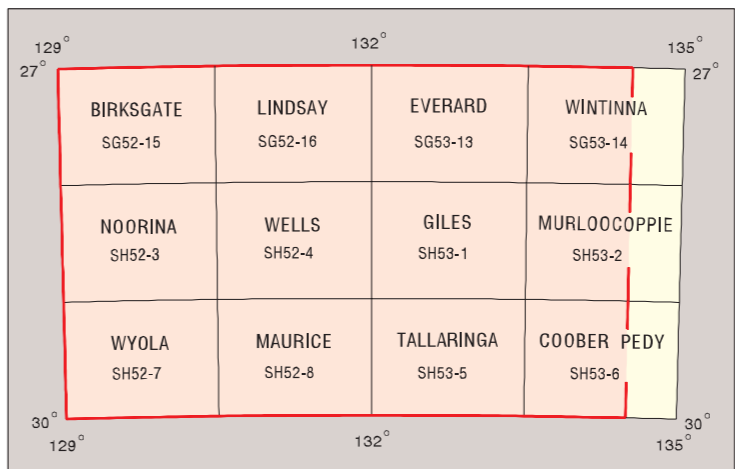 129° 132° 135°
27° 27°
BIRKSGATE LINDSAY EVERARD WINTINNA
SG52-15 SG52-16 SG53-13 SG53-14
NOORINA WELLS GILES MURLOOCOPPIE
SH52-3 SH52-4 SH53-1 SH53-2
WYOLA MAURICE TALLARINGA COOBER PEDY
SH52-7 SH52-8 SH53-5 SH53-6
30° 30°
129° 132° 135°